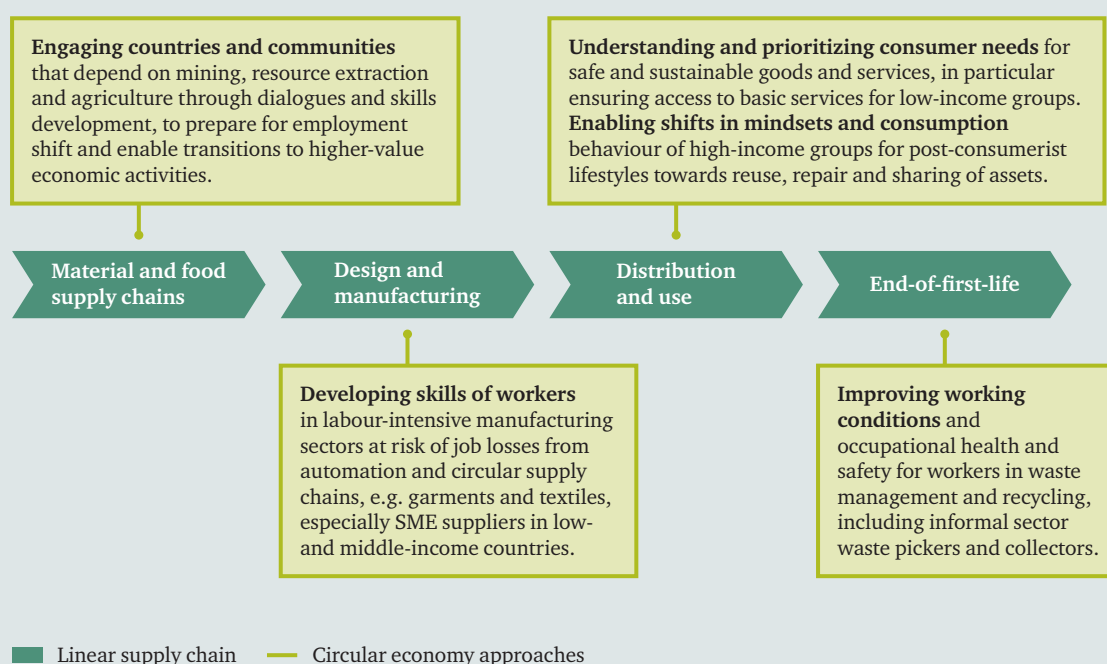 Engaging countries and communities
that depend on mining, resource extraction
and agriculture through dialogues and skills
development, to prepare for employment
shift and enable transitions to higher-value
economic activities.
Understanding and prioritizing consumer needs for
safe and sustainable goods and services, in particular
ensuring access to basic services for low-income groups.
Enabling shifts in mindsets and consumption
behaviour of high-income groups for post-consumerist
lifestyles towards reuse, repair and sharing of assets.
Material and food
supply chains
Design and
manufacturing
Distribution
and use
End-of-first-life
Developing skills of workers
in labour-intensive manufacturing
sectors at risk of job losses from
automation and circular supply
chains, e.g. garments and textiles,
especially SME suppliers in low-
and middle-income countries.
Improving working
conditions and
occupational health and
safety for workers in waste
management and recycling,
including informal sector
waste pickers and collectors.
Linear supply chain
Circular economy approaches